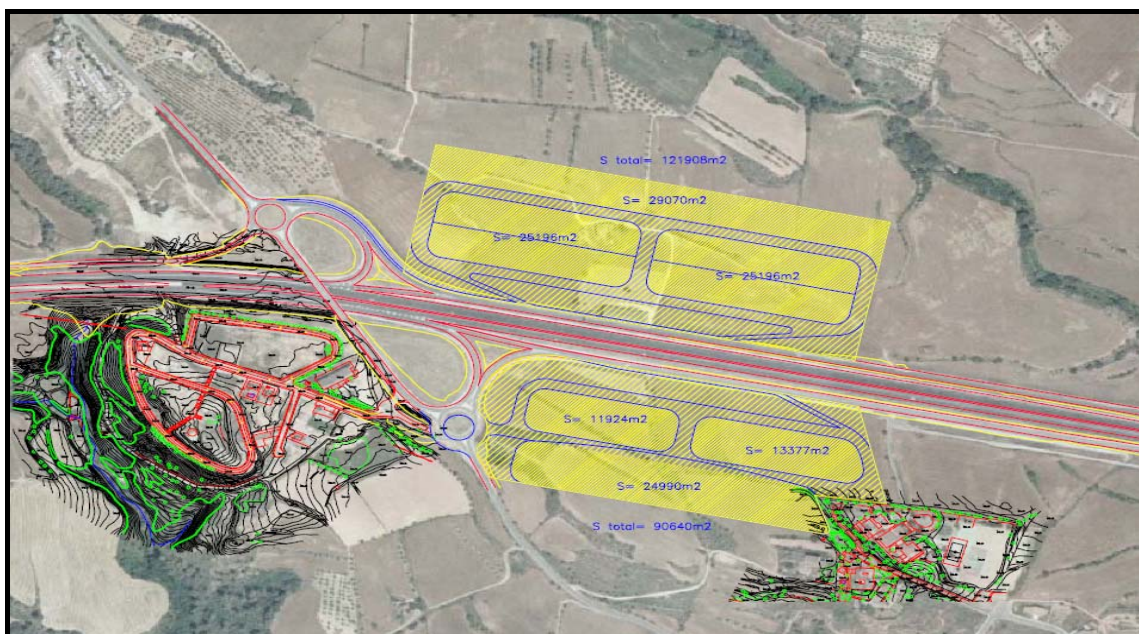 S total= 121908m2
S= 29070m2
S= 25196m2
S= 25196m2
S= 11924m2
S= 13377m2
S= 24990m2
S total= 90640m2